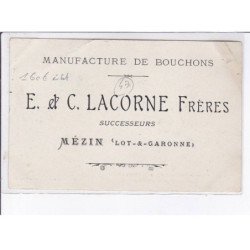 MANUFACTURE DE BOUCHONS
E. & C. LACORNE FRÈRES
SUCCESSEURS
MÉZIN (LOT-&-GARONNE)